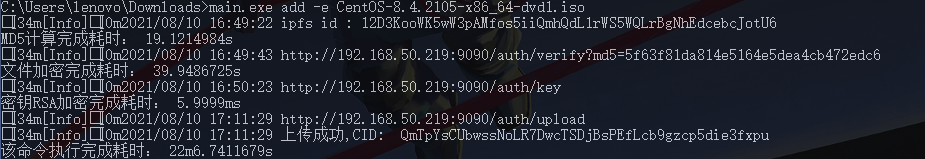 C:\Users\lenovo\Downloads>main.exe add -e CentOS-8.4.2105-x86_64-dvd1.iso
[34m[Info][0m2021/08/10 16:49:22 ipfs id : 12D3KooWK5wW3pAMfos5iiQmhQdL1rWS5WQLrBgNhEdcebcJotU6
MD5计算完成耗时： 19.1214984s
[34m[Info][0m2021/08/10 16:49:43 http://192.168.50.219:9090/auth/verify?md5=5f63f81da814e5164e5dea4cb472edc6
文件加密完成耗时： 39.9486725s
[34m[Info][0m2021/08/10 16:50:23 http://192.168.50.219:9090/auth/key
密钥RSA加密完成耗时： 5.9999ms
[34m[Info][0m2021/08/10 17:11:29 http://192.168.50.219:9090/auth/upload
[34m[Info][0m2021/08/10 17:11:29 上传成功,CID: QmTpYsCUbwssNoLR7DwcTSDjBsPEfLcb9gzcp5die3fxpu
该命令执行完成耗时： 22m6.7411679s